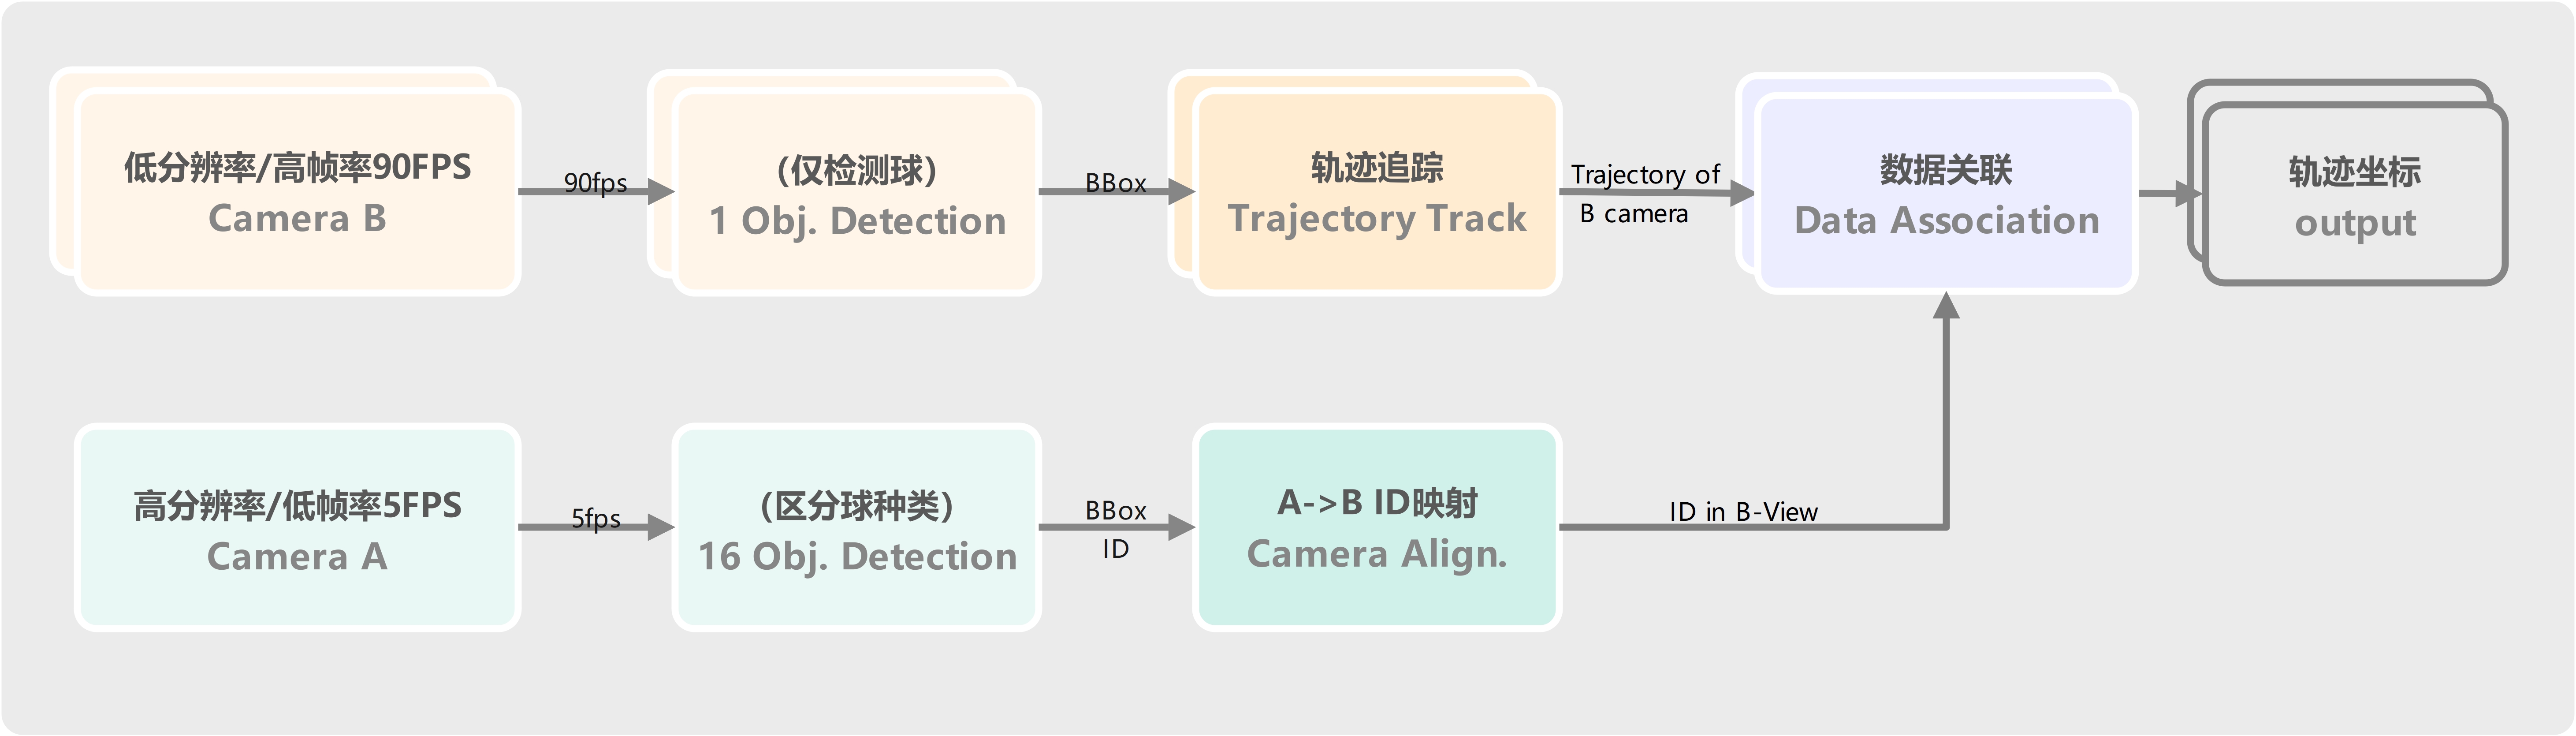 低分辨率/高帧率90FPS
Camera B
90fps
(仅检测球)
1 Obj. Detection
BBox
轨迹追踪
Trajectory Track
Trajectory of
B camera
数据关联
Data Association
轨迹坐标
output
高分辨率/低帧率5FPS
Camera A
5fps
(区分球种类)
16 Obj. Detection
BBox
ID
A->B ID映射
Camera Align.
ID in B-View